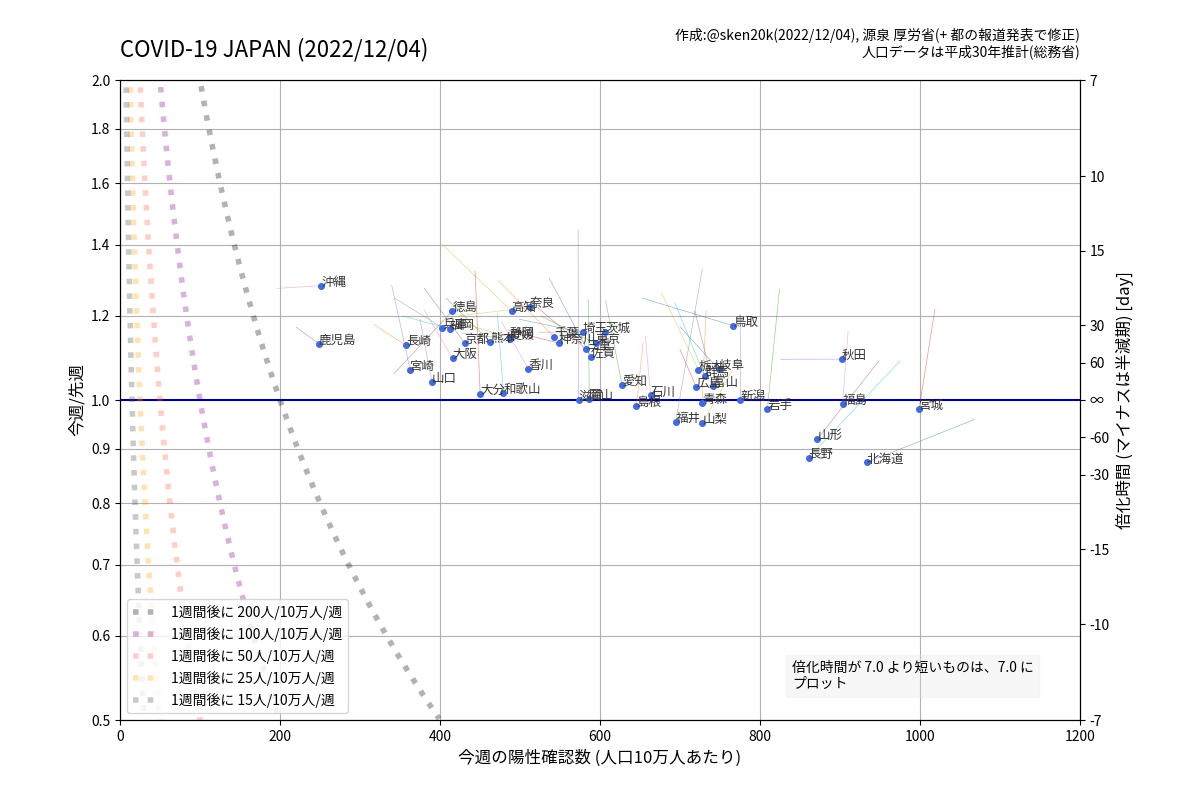 COVID-19 JAPAN (2022/12/04)
作成:@sken20k(2022/12/04), 源泉 厚労省(+ 都の報道発表で修正)
人口データは平成30年推計(総務省)
今週/先週
2.0
1.8
1.6
1.4
1.2
1.0
0.9
0.8
0.7
0.6
0.5
7
10
15
30
60
∞
-60
-30
-15
-10
-7
倍化時間 (マイナスは半減期) [day]
沖縄
鹿児島
徳島
高知
奈良
兵庫
福岡
長崎
京都
熊本
静岡
千葉
神奈川
埼玉
茨城
東京
佐賀
鳥取
大阪
宮崎
山口
香川
大分
和歌山
愛知
石川
島根
滋賀
岡山
栃木
群馬
岐阜
広島
富山
青森
新潟
福井
山梨
岩手
秋田
福島
宮城
山形
長野
北海道
1週間後に 200人/10万人/週
1週間後に 100人/10万人/週
1週間後に 50人/10万人/週
1週間後に 25人/10万人/週
1週間後に 15人/10万人/週
倍化時間が 7.0 より短いものは、7.0 に
プロット
0
200
400
600
800
1000
1200
今週の陽性確認数 (人口10万人あたり)